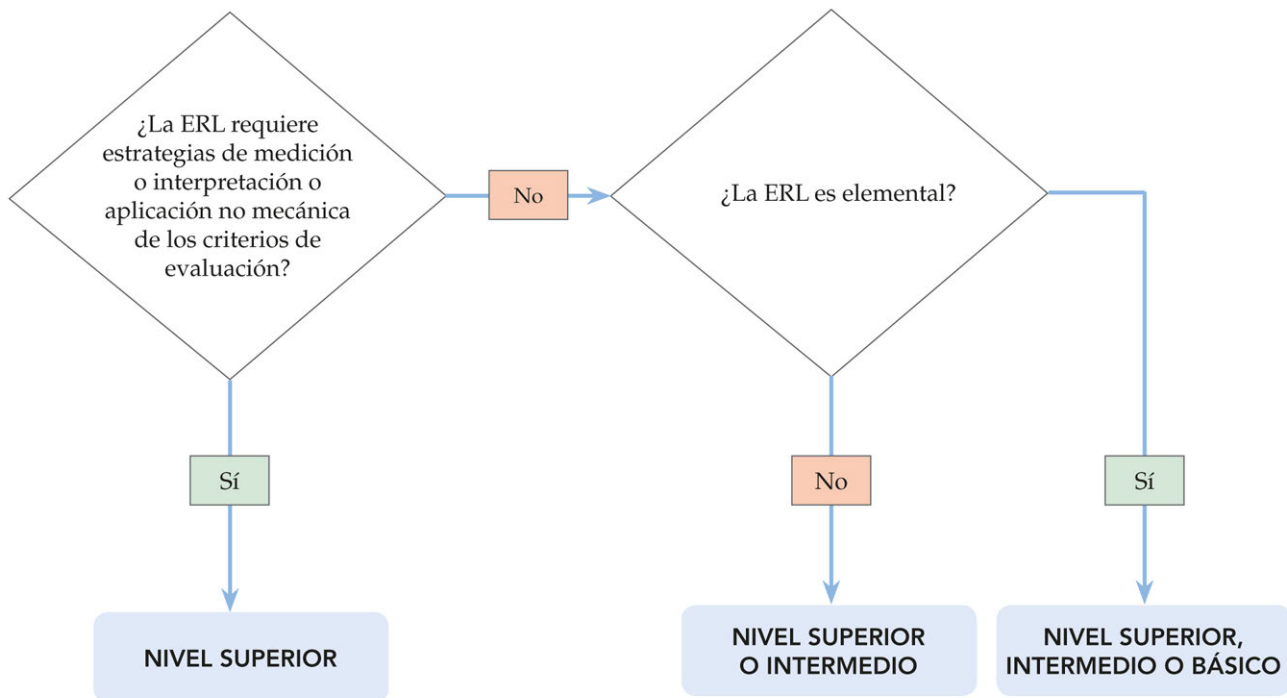 ¿La ERL requiere
estrategias de medición
o interpretación o
aplicación no mecánica
de los criterios de
evaluación?
No
¿La ERL es elemental?
Sí
No
Sí
NIVEL SUPERIOR
NIVEL SUPERIOR
O INTERMEDIO
NIVEL SUPERIOR,
INTERMEDIO O BÁSICO